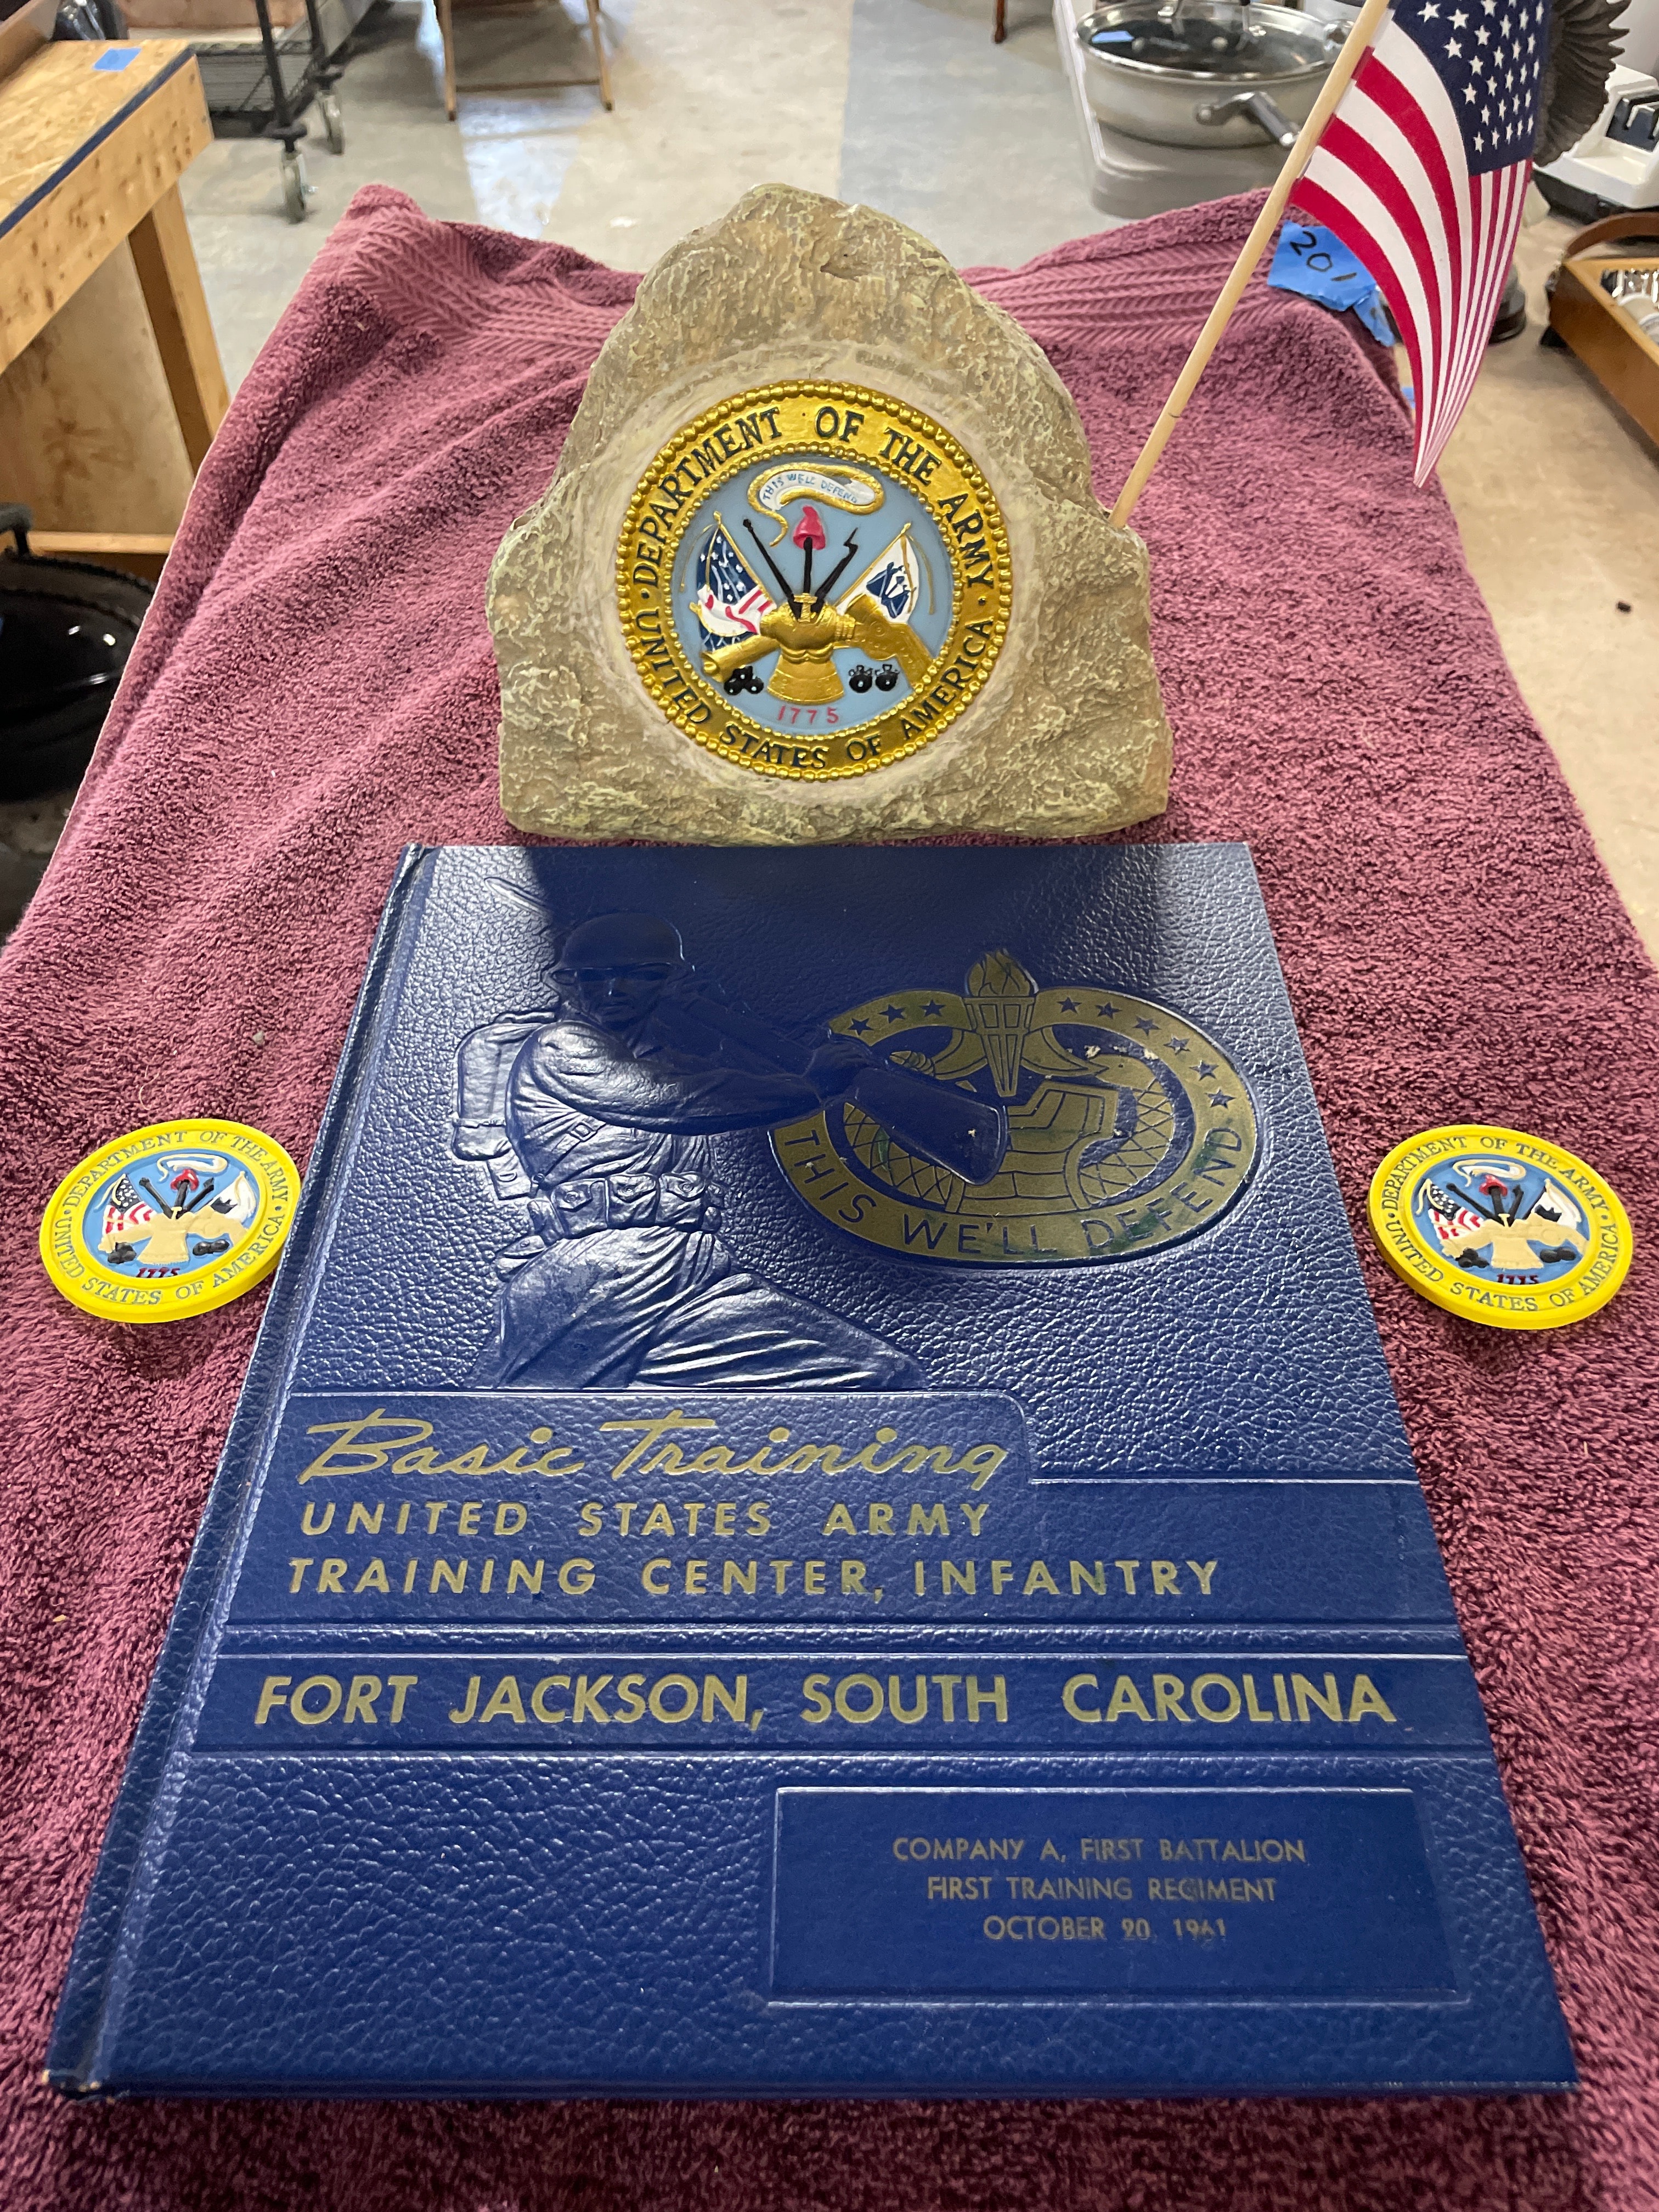 201
DEPARTMENT OF THE ARMY
UNITED STATES OF AMERICA
THIS WE'LL DEFEND
1775
THIS WE'LL DEFEND
DEPARTMENT OF THE ARMY
UNITED STATES OF AMERICA
1775
DEPARTMENT OF THE ARMY
UNITED STATES OF AMERICA
1775
Basic Training
UNITED STATES ARMY
TRAINING CENTER, INFANTRY
FORT JACKSON, SOUTH CAROLINA
COMPANY A, FIRST BATTALION
FIRST TRAINING REGIMENT
OCTOBER 20, 1961